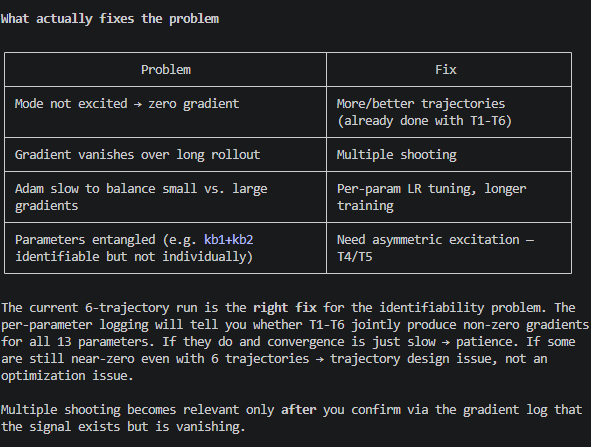 What actually fixes the problem
Problem
Fix
Mode not excited → zero gradient
More/better trajectories
(already done with T1-T6)
Gradient vanishes over long rollout
Multiple shooting
Adam slow to balance small vs. large
gradients
Per-param LR tuning, longer
training
Parameters entangled (e.g. kb1+kb2
identifiable but not individually)
Need asymmetric excitation —
T4/T5
The current 6-trajectory run is the right fix for the identifiability problem. The
per-parameter logging will tell you whether T1-T6 jointly produce non-zero gradients
for all 13 parameters. If they do and convergence is just slow → patience. If some
are still near-zero even with 6 trajectories → trajectory design issue, not an
optimization issue.
Multiple shooting becomes relevant only after you confirm via the gradient log that
the signal exists but is vanishing.